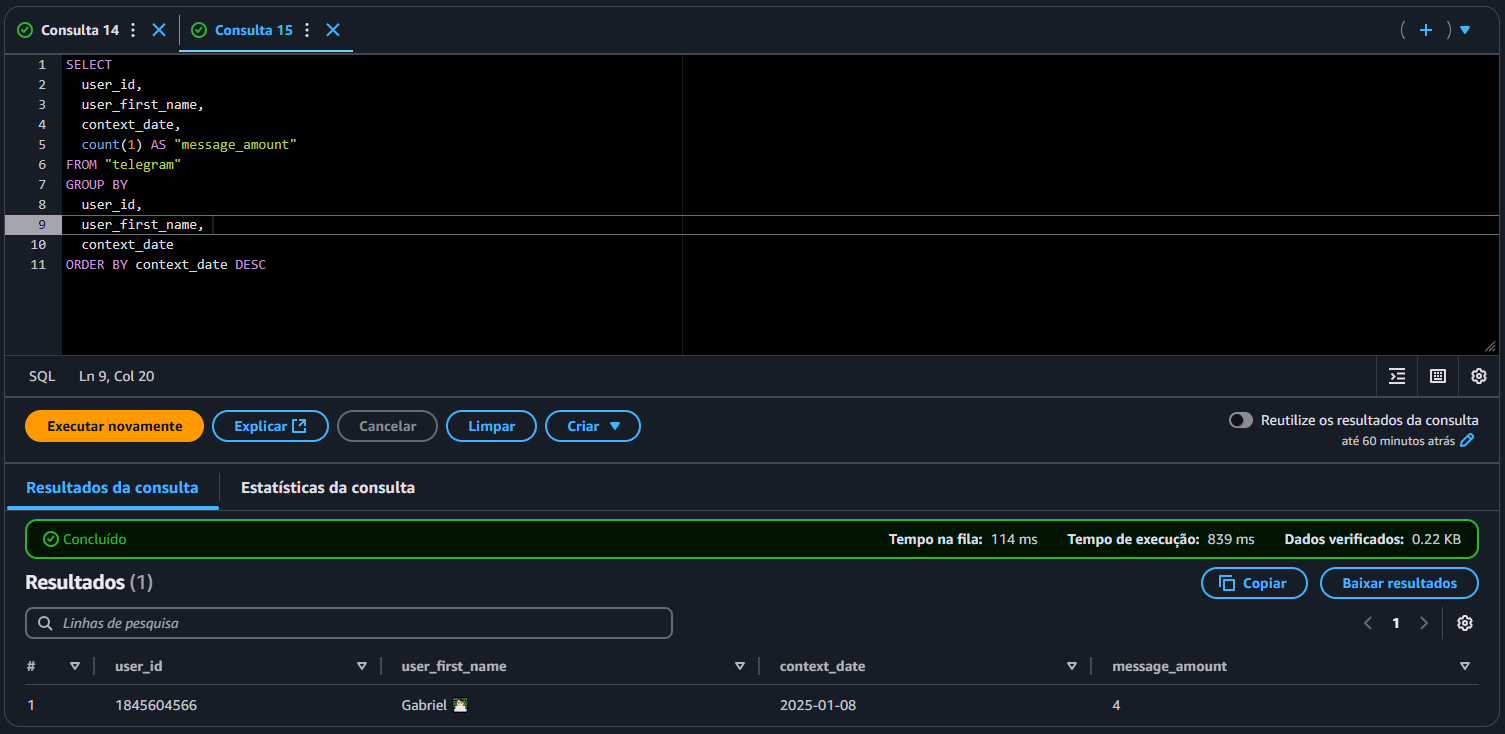 Consulta 14
Consulta 15
1 SELECT
2 user_id,
3 user_first_name,
4 context_date,
5 count(1) AS "message_amount"
6 FROM "telegram"
7 GROUP BY
8 user_id,
9 user_first_name,
10 context_date
11 ORDER BY context_date DESC
SQL Ln 9, Col 20
Executar novamente Explicar Cancelar Limpar Criar
Reutilize os resultados da consulta
até 60 minutos atrás
Resultados da consulta Estatísticas da consulta
Concluído Tempo na fila: 114 ms Tempo de execução: 839 ms Dados verificados: 0.22 KB
Resultados (1) Copiar Baixar resultados
Linhas de pesquisa 1
# user_id user_first_name context_date message_amount
1 1845604566 Gabriel 👨🏻‍🏫 2025-01-08 4